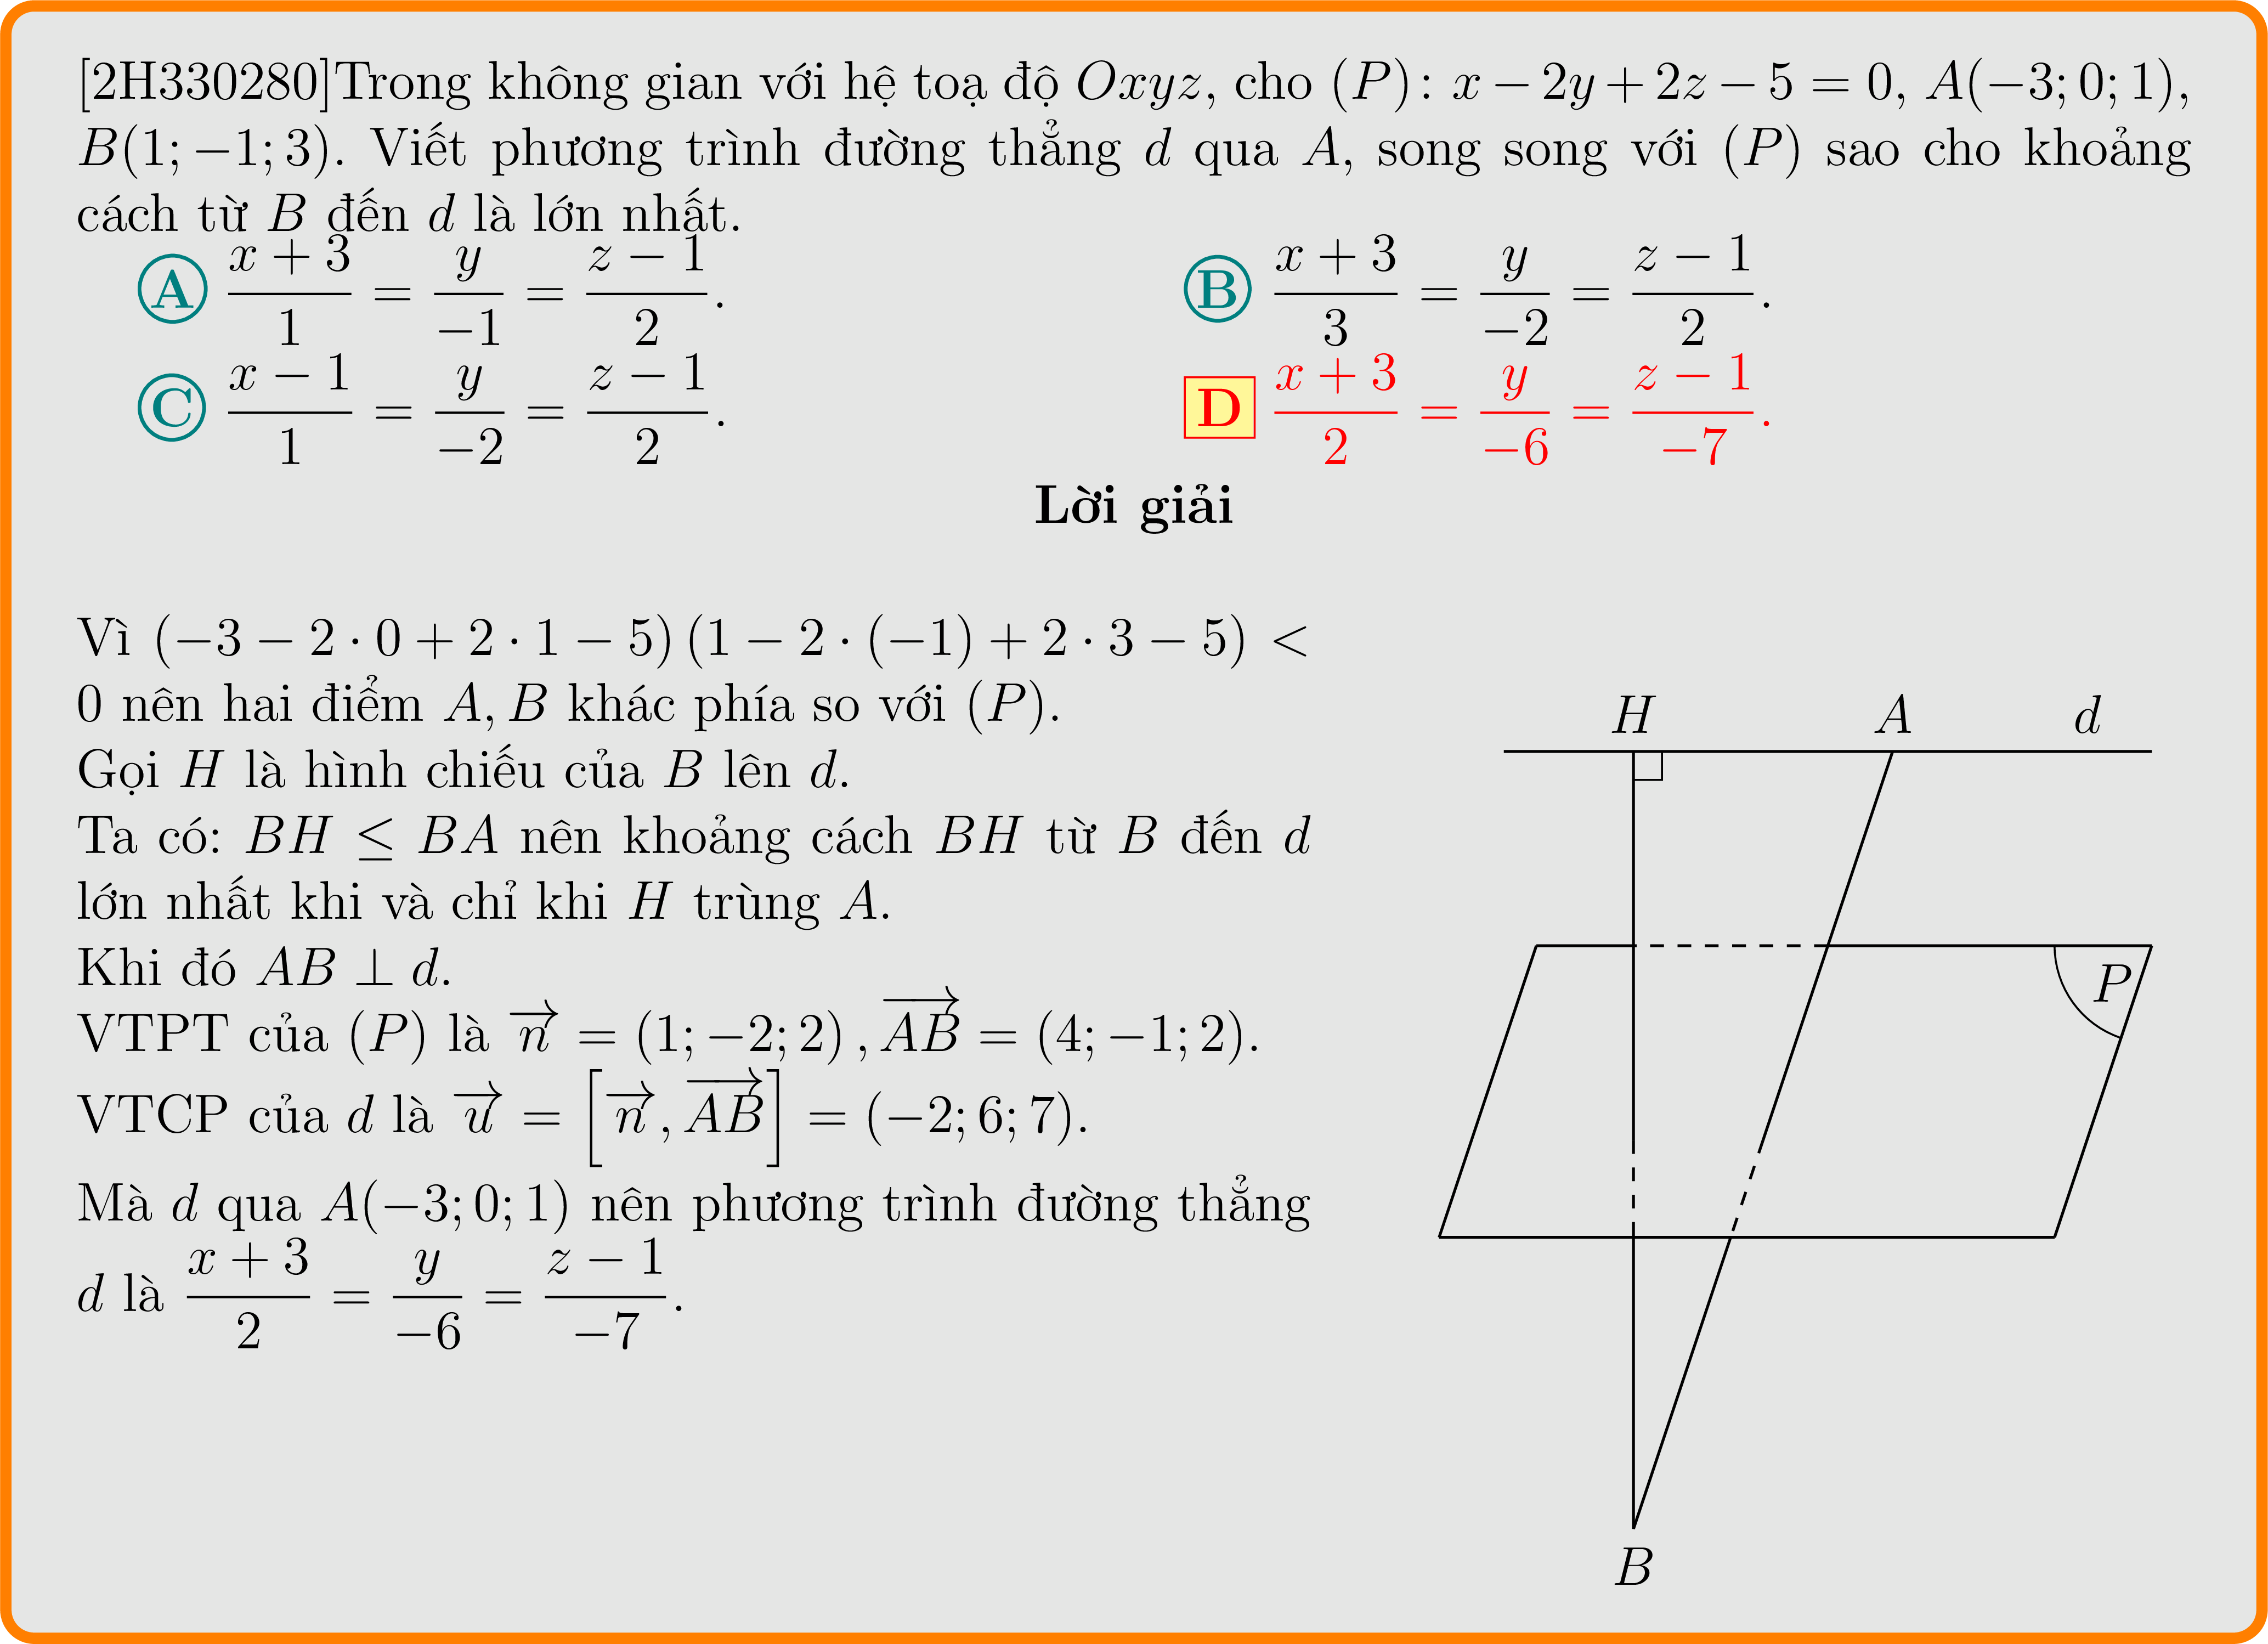 [2H330280]Trong không gian với hệ toạ độ Oxyz, cho (P): x − 2y + 2z − 5 = 0, A(−3; 0; 1),
B(1; −1; 3). Viết phương trình đường thẳng d qua A, song song với (P) sao cho khoảng
cách từ B đến d là lớn nhất.
A $\frac{x+3}{1} = \frac{y}{-1} = \frac{z-1}{2}$.
B $\frac{x+3}{3} = \frac{y}{-2} = \frac{z-1}{2}$.
C $\frac{x-1}{1} = \frac{y}{-2} = \frac{z-1}{2}$.
D $\frac{x+3}{2} = \frac{y}{-6} = \frac{z-1}{-7}$.
Lời giải
Vì (−3 − 2 · 0 + 2 · 1 − 5) (1 − 2 · (−1) + 2 · 3 − 5) <
0 nên hai điểm A, B khác phía so với (P).
Gọi H là hình chiếu của B lên d.
Ta có: BH ≤ BA nên khoảng cách BH từ B đến d
lớn nhất khi và chỉ khi H trùng A.
Khi đó AB ⊥ d.
VTPT của (P) là $\overrightarrow{n}$ = (1; −2; 2) , $\overrightarrow{AB}$ = (4; −1; 2).
VTCP của d là $\overrightarrow{u} = \left[\overrightarrow{n}, \overrightarrow{AB}\right]$ = (−2; 6; 7).
Mà d qua A(−3; 0; 1) nên phương trình đường thẳng
d là $\frac{x+3}{2} = \frac{y}{-6} = \frac{z-1}{-7}$.
H A d
P
B